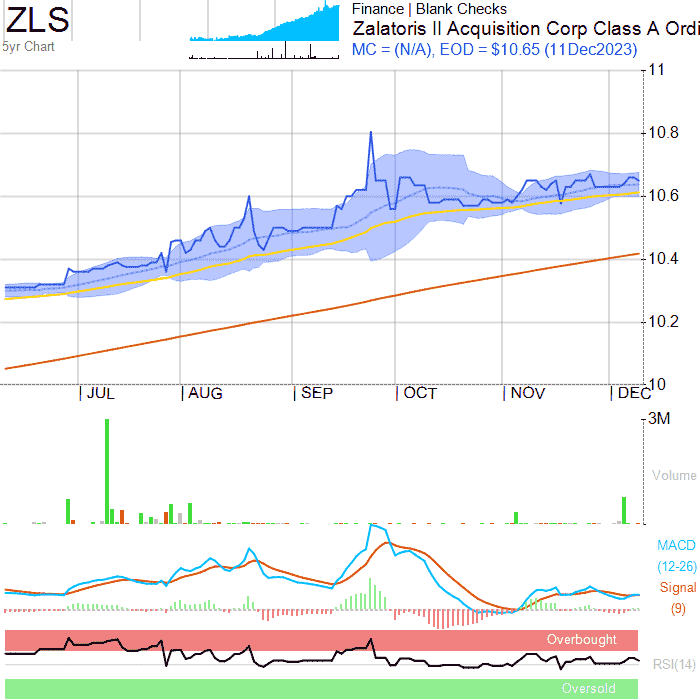 ZLS
5yr Chart
Finance | Blank Checks
Zalatoris II Acquisition Corp Class A Ordi
MC = (N/A), EOD = $10.65 (11Dec2023)
11
10.8
10.6
10.4
10.2
10
JUL AUG SEP OCT NOV DEC
3M
Volume
MACD
(12-26)
Signal
(9)
Overbought
RSI(14)
Oversold